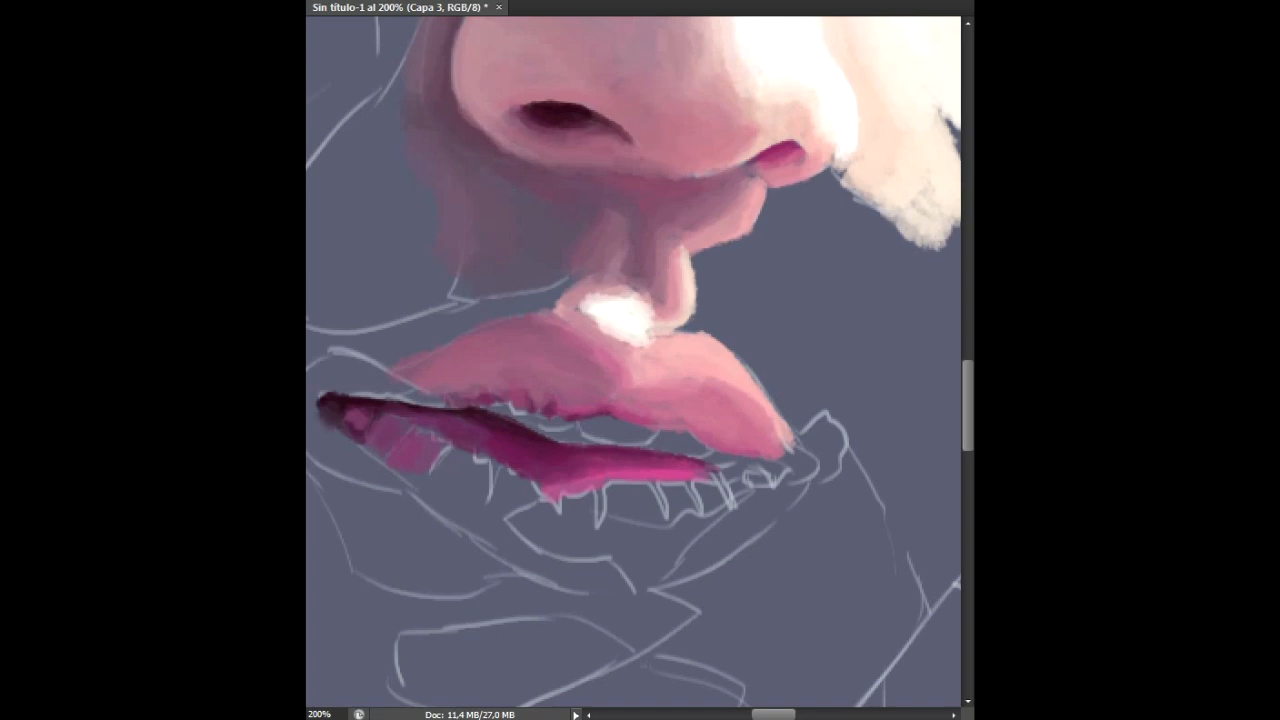 Sin título-1 al 200% (Capa 3, RGB/8) *
200%
Doc: 11,4 MB/27,0 MB